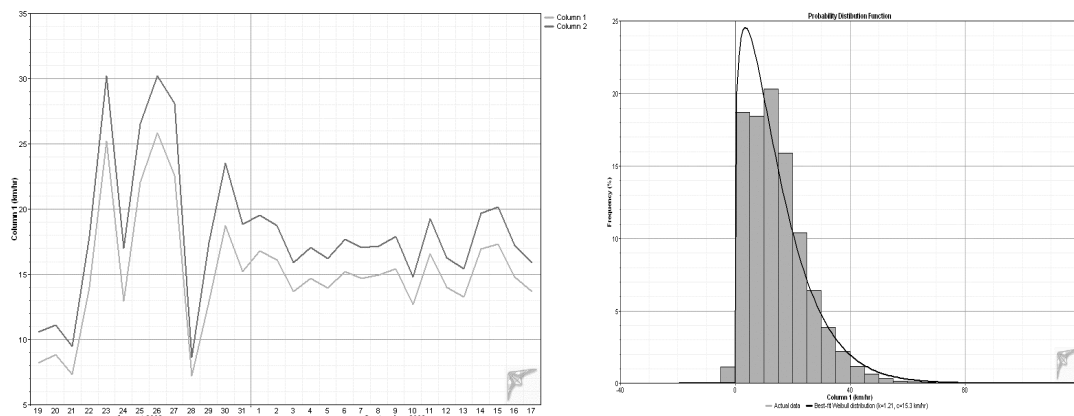 Column 1
Column 2
35
30
25
20
15
10
5
Column 1 (km/hr)
19 20 21 22 23 24 25 26 27 28 29 30 31 1 2 3 4 5 6 7 8 9 10 11 12 13 14 15 16 17
Probability Distribution Function
25
20
15
10
5
0
Frequency (%)
-40 0 40 80
Column 1 (km/hr)
Actual data Best-fit Weibull distribution (k=1.21, c=15.3 km/hr)